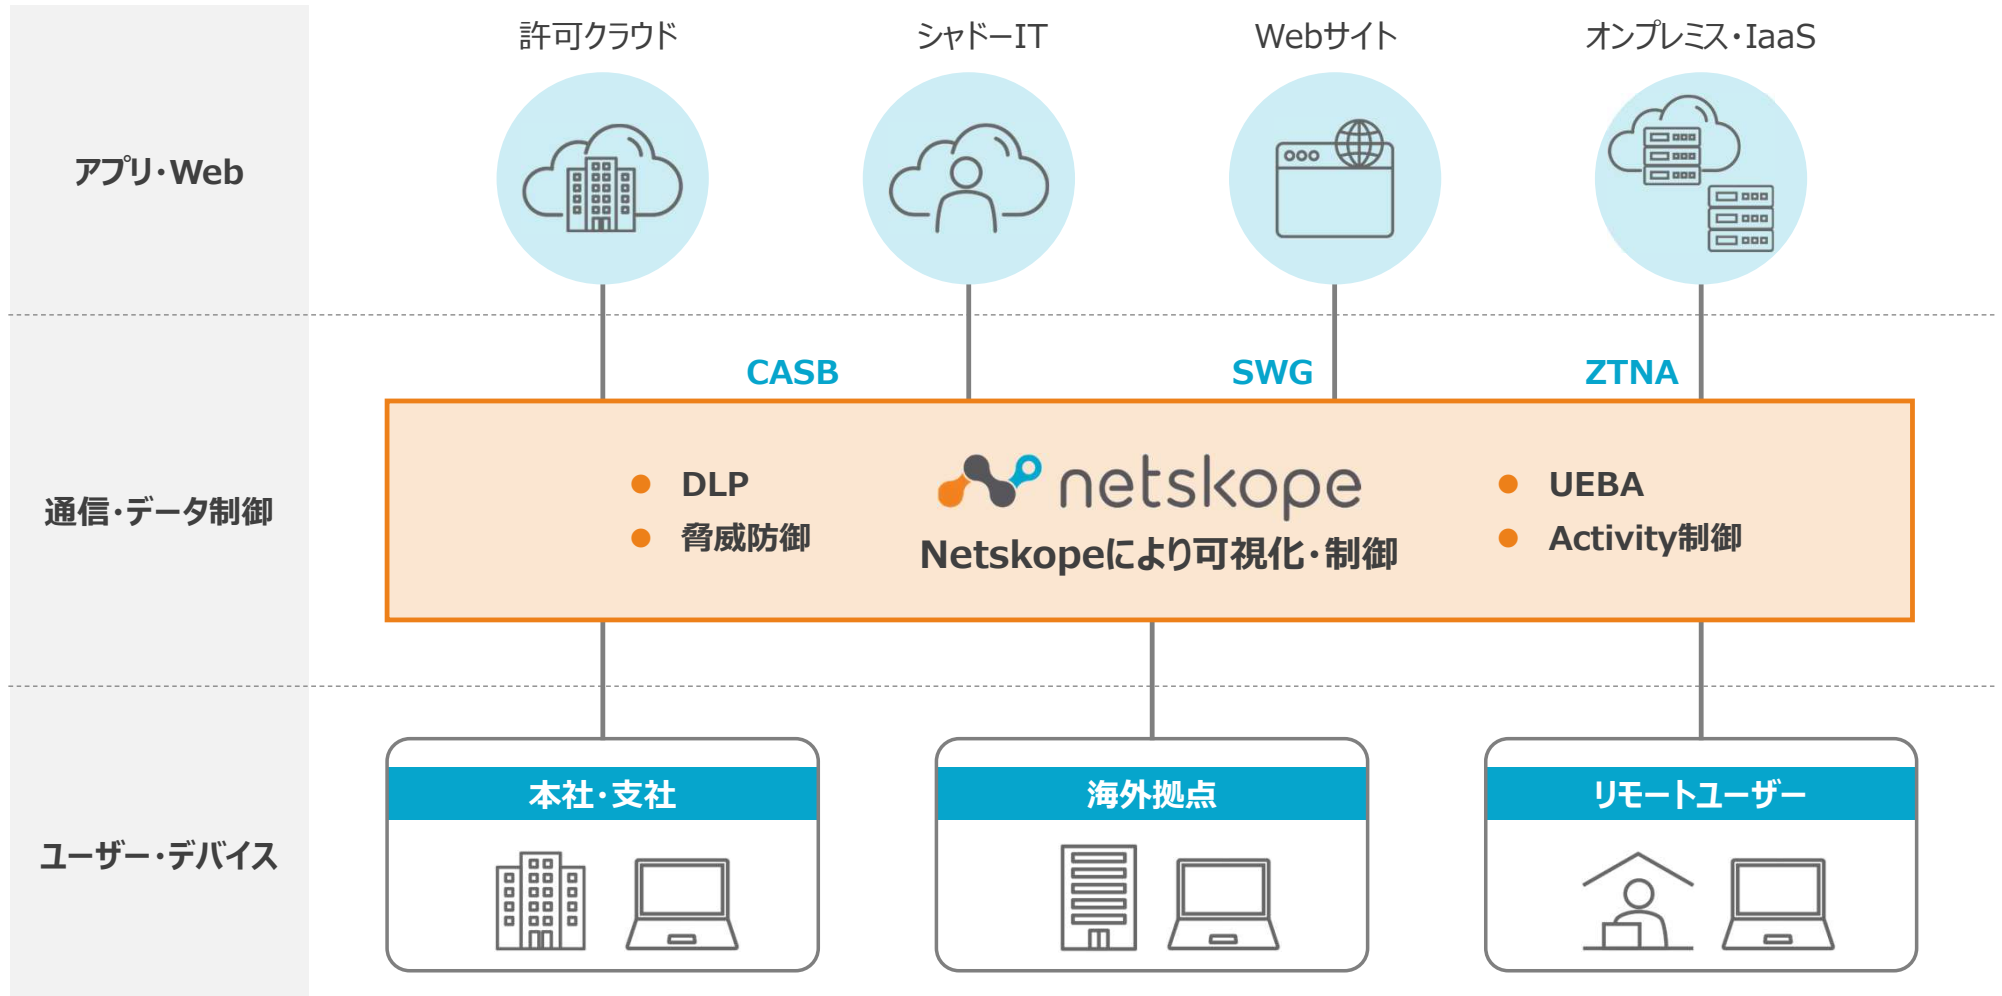 許可クラウド
シャドーIT
Webサイト
オンプレミス・IaaS
アプリ・Web
CASB
SWG
ZTNA
通信・データ制御
DLP
脅威防御
netskope
Netskopeにより可視化・制御
UEBA
Activity制御
ユーザー・デバイス
本社・支社
海外拠点
リモートユーザー